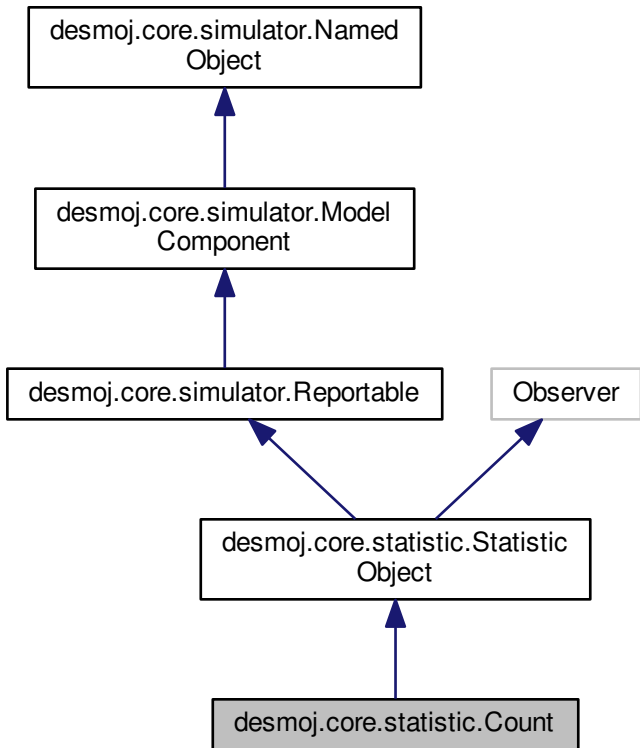 desmoj.core.simulator.Named
Object
desmoj.core.simulator.Model
Component
desmoj.core.simulator.Reportable
Observer
desmoj.core.statistic.Statistic
Object
desmoj.core.statistic.Count